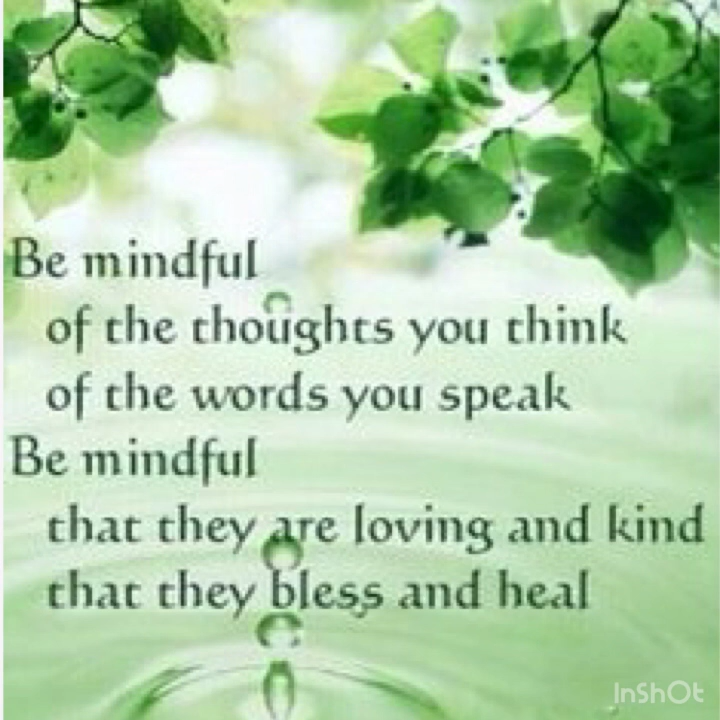 Be mindful
of the thoughts you think
of the words you speak
Be mindful
that they are loving and kind
that they bless and heal
InShOt